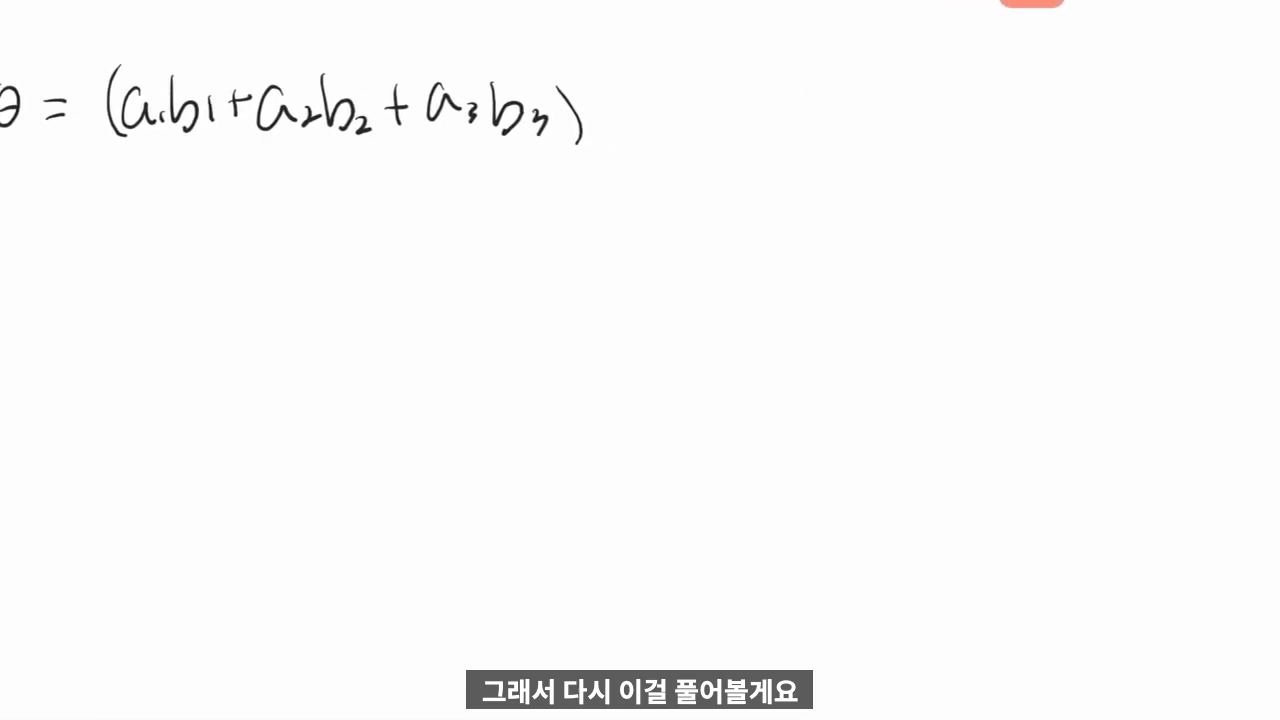 θ = (a₁b₁+a₂b₂ + a₃b₃)
그래서 다시 이걸 풀어볼게요